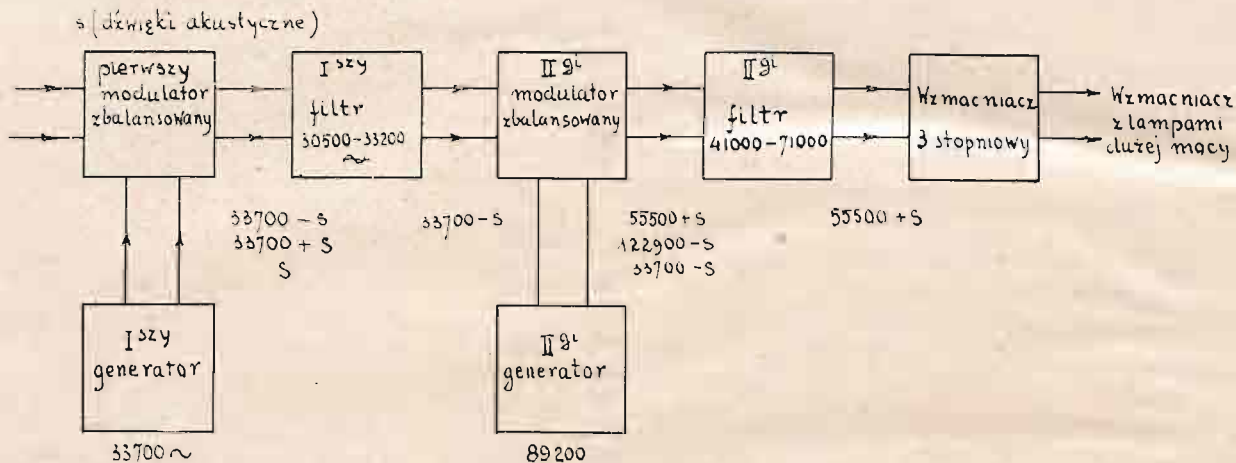 s (dźwięki akustyczne)
pierwszy
modulator
zbalansowany
I szy
filtr
30500-33200
~
II gi
modulator
zbalansowany
II gi
filtr
41000-71000
Wzmacniacz
3 stopniowy
Wzmacniacz
z lampami
dużej mocy
33700 - S
33700 + S
S
33700 - S
55500 + S
122900 - S
33700 - S
55500 + S
I szy
generator
33700 ~
II gi
generator
89200